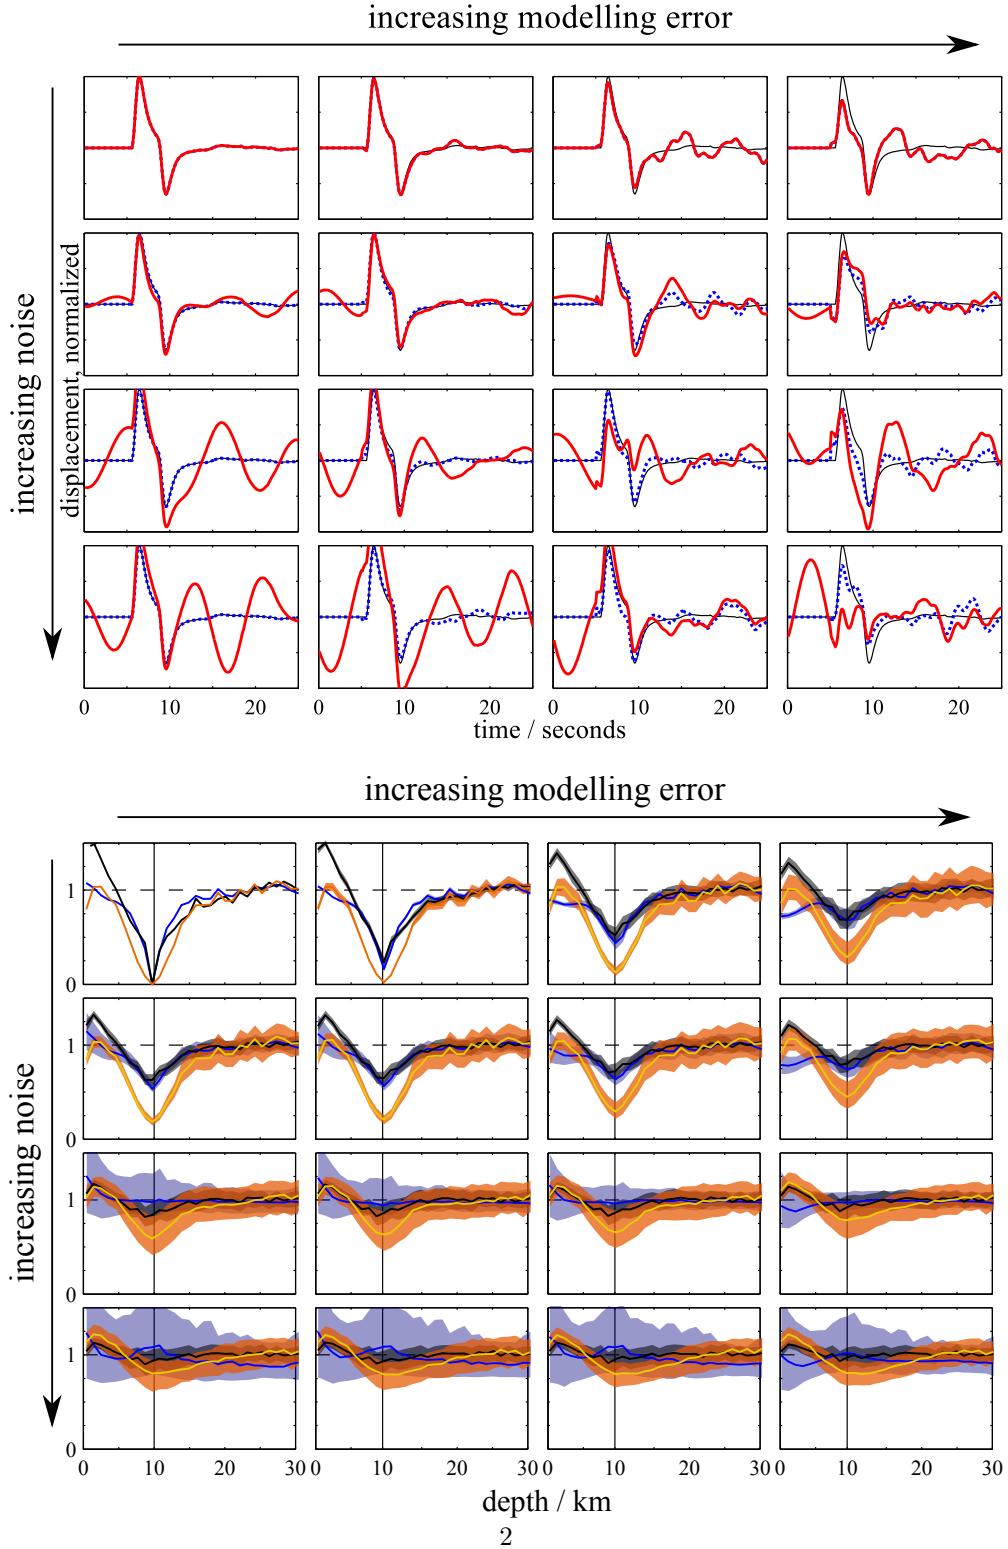 increasing modelling error
increasing noise
displacement, normalized
0 10 20 0 10 20 0 10 20 0 10 20
time / seconds
increasing modelling error
increasing noise
1
0
1
0
1
0
1
0
0 10 20 30 0 10 20 30 0 10 20 30 0 10 20 30
depth / km
2